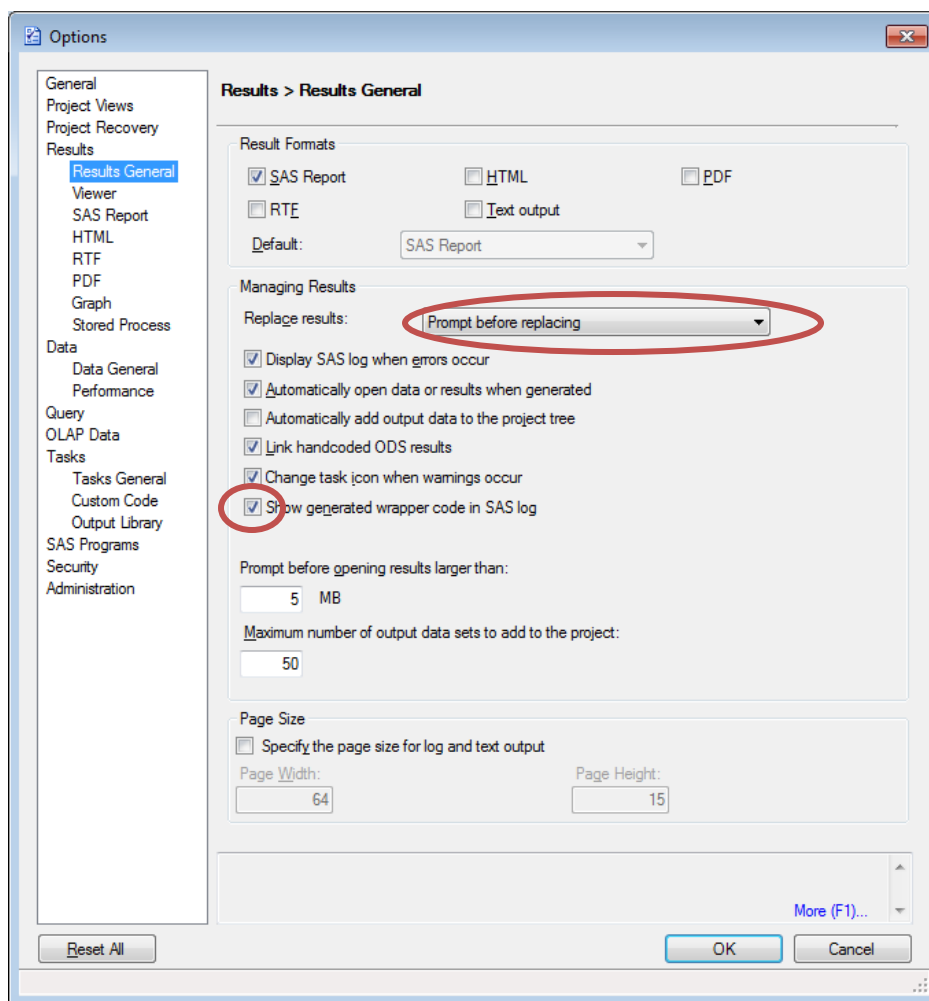 Options
General
Project Views
Project Recovery
Results
Results General
Viewer
SAS Report
HTML
RTF
PDF
Graph
Stored Process
Data
Data General
Performance
Query
OLAP Data
Tasks
Tasks General
Custom Code
Output Library
SAS Programs
Security
Administration
Results > Results General
Result Formats
SAS Report HTML PDF
RTF Text output
Default: SAS Report
Managing Results
Replace results: Prompt before replacing
Display SAS log when errors occur
Automatically open data or results when generated
Automatically add output data to the project tree
Link handcoded ODS results
Change task icon when warnings occur
Show generated wrapper code in SAS log
Prompt before opening results larger than:
5 MB
Maximum number of output data sets to add to the project:
50
Page Size
Specify the page size for log and text output
Page Width: Page Height:
64 15
More (F1)...
Reset All OK Cancel